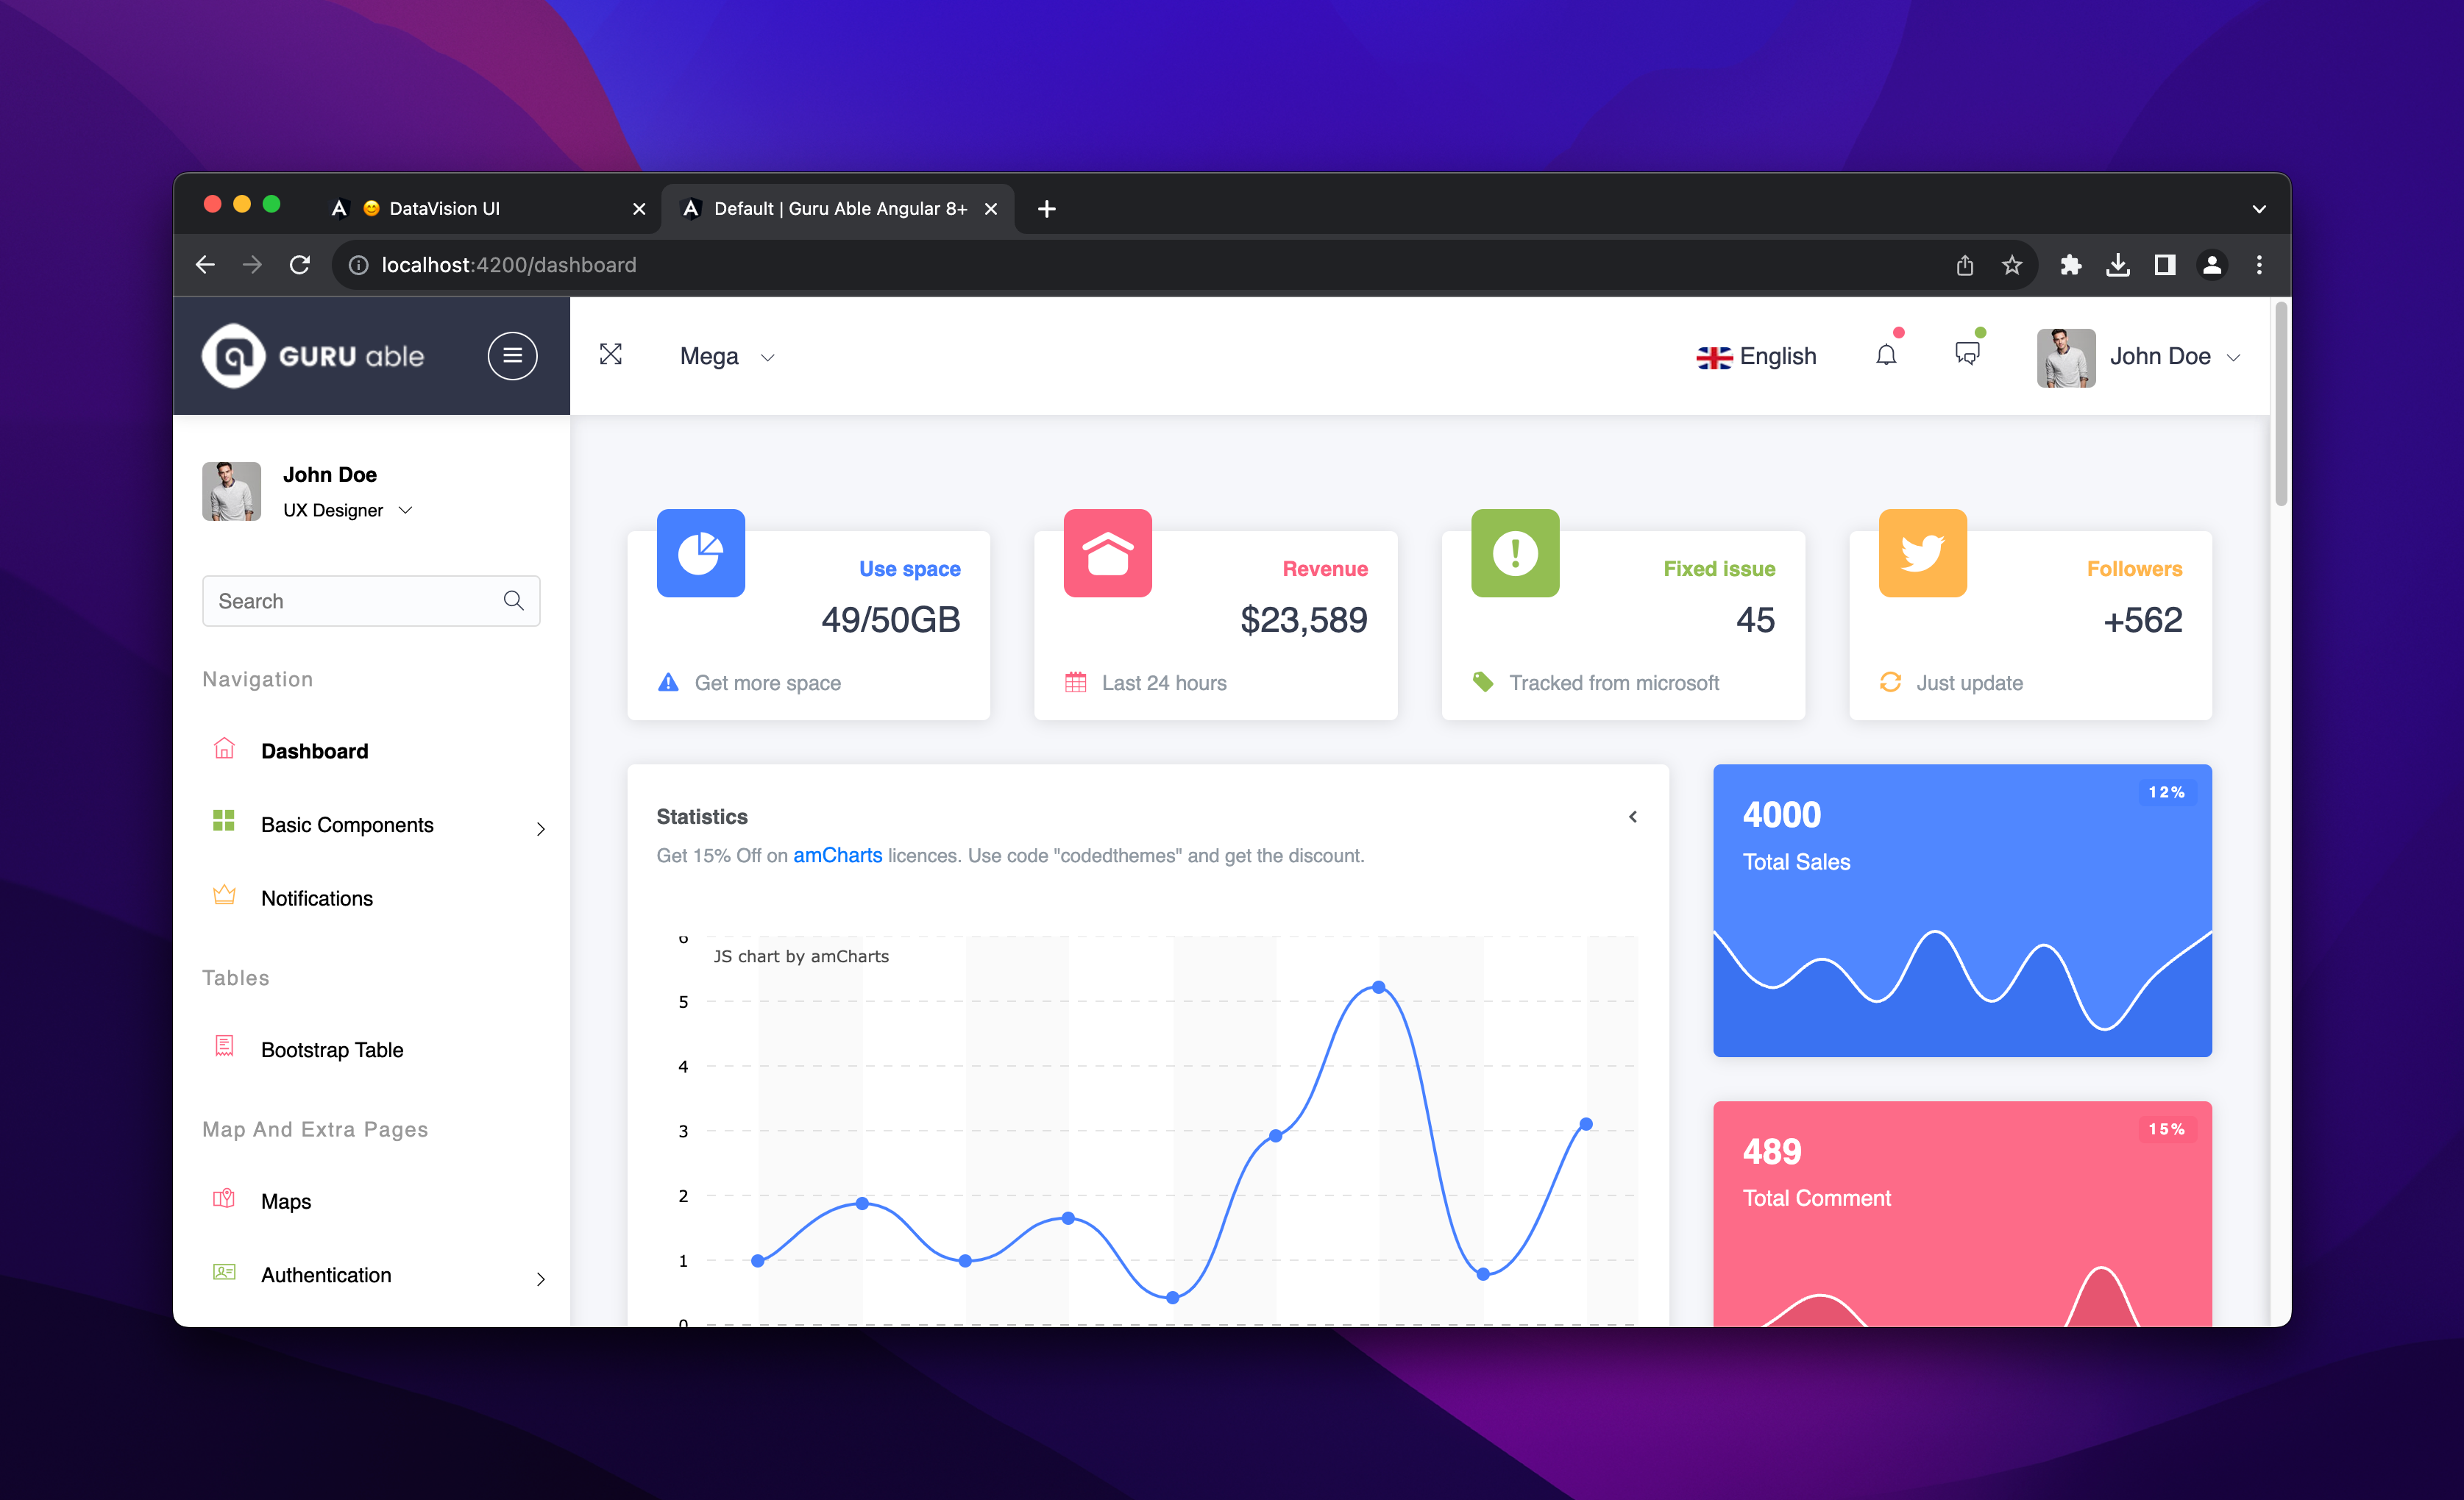 DataVision UI
Default | Guru Able Angular 8+
localhost:4200/dashboard
GURU able
Mega
English
John Doe
John Doe
UX Designer
Search
Navigation
Dashboard
Basic Components
Notifications
Tables
Bootstrap Table
Map And Extra Pages
Maps
Authentication
Use space
49/50GB
Get more space
Revenue
$23,589
Last 24 hours
Fixed issue
45
Tracked from microsoft
Followers
+562
Just update
Statistics
Get 15% Off on amCharts licences. Use code "codedthemes" and get the discount.
JS chart by amCharts
6
5
4
3
2
1
0
12%
4000
Total Sales
15%
489
Total Comment